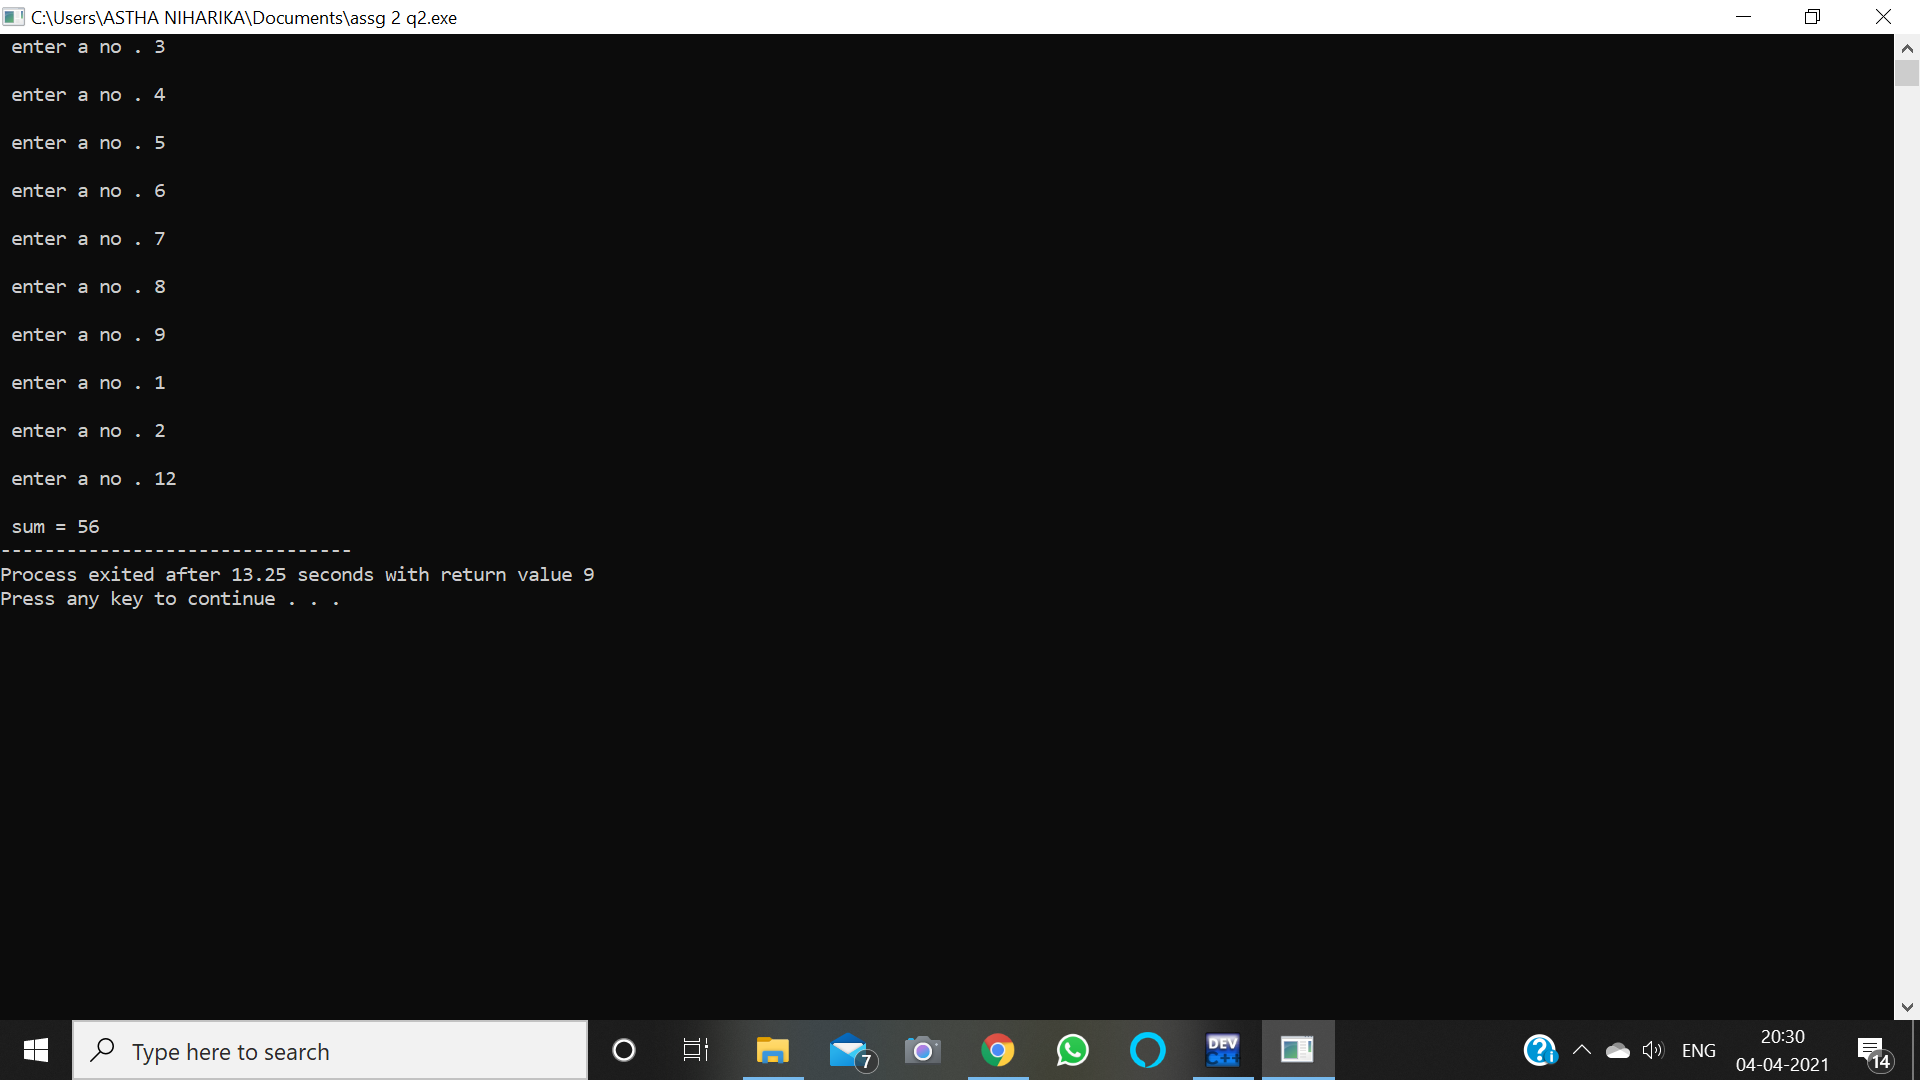 C:\Users\ASTHA NIHARIKA\Documents\assg 2 q2.exe
enter a no . 3
enter a no . 4
enter a no . 5
enter a no . 6
enter a no . 7
enter a no . 8
enter a no . 9
enter a no . 1
enter a no . 2
enter a no . 12
sum = 56
--------------------------------
Process exited after 13.25 seconds with return value 9
Press any key to continue . . .
Type here to search
7
DEV
C++
ENG
20:30
04-04-2021
14